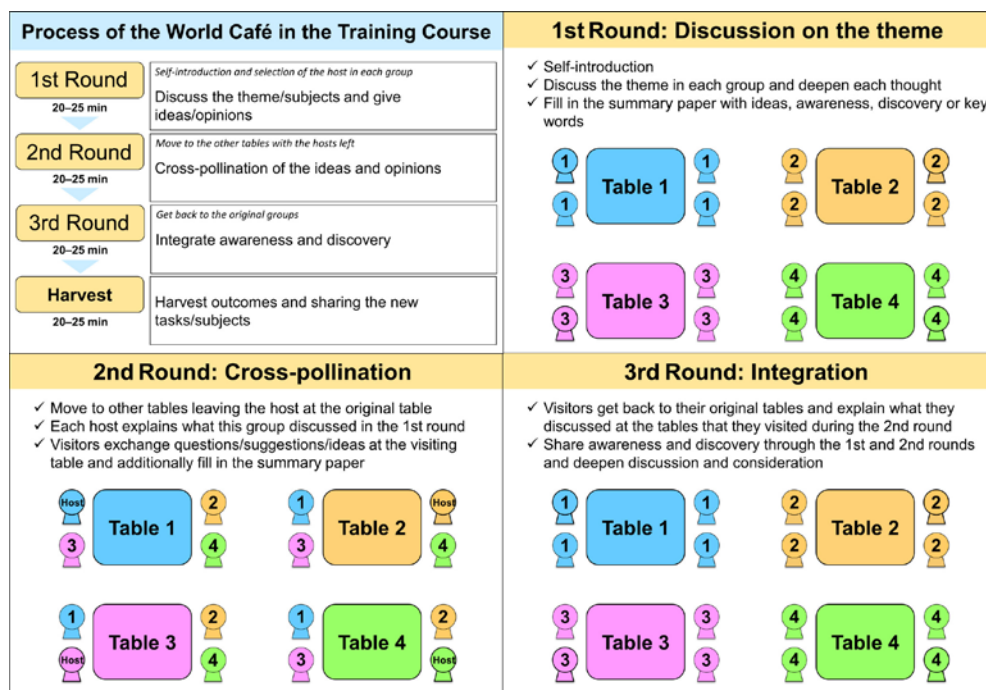 Process of the World Café in the Training Course
1st Round
20–25 min
Self-introduction and selection of the host in each group
Discuss the theme/subjects and give
ideas/opinions
2nd Round
20–25 min
Move to the other tables with the hosts left
Cross-pollination of the ideas and opinions
3rd Round
20–25 min
Get back to the original groups
Integrate awareness and discovery
Harvest
20–25 min
Harvest outcomes and sharing the new
tasks/subjects
1st Round: Discussion on the theme
✓ Self-introduction
✓ Discuss the theme in each group and deepen each thought
✓ Fill in the summary paper with ideas, awareness, discovery or key
words
1 1 2 2
Table 1 Table 2
1 1 2 2
3 3 4 4
Table 3 Table 4
3 3 4 4
2nd Round: Cross-pollination
✓ Move to other tables leaving the host at the original table
✓ Each host explains what this group discussed in the 1st round
✓ Visitors exchange questions/suggestions/ideas at the visiting
table and additionally fill in the summary paper
Host 2 1 Host
Table 1 Table 2
3 4 3 4
1 2 1 2
Table 3 Table 4
Host 4 3 Host
3rd Round: Integration
✓ Visitors get back to their original tables and explain what they
discussed at the tables that they visited during the 2nd round
✓ Share awareness and discovery through the 1st and 2nd rounds
and deepen discussion and consideration
1 1 2 2
Table 1 Table 2
1 1 2 2
3 3 4 4
Table 3 Table 4
3 3 4 4